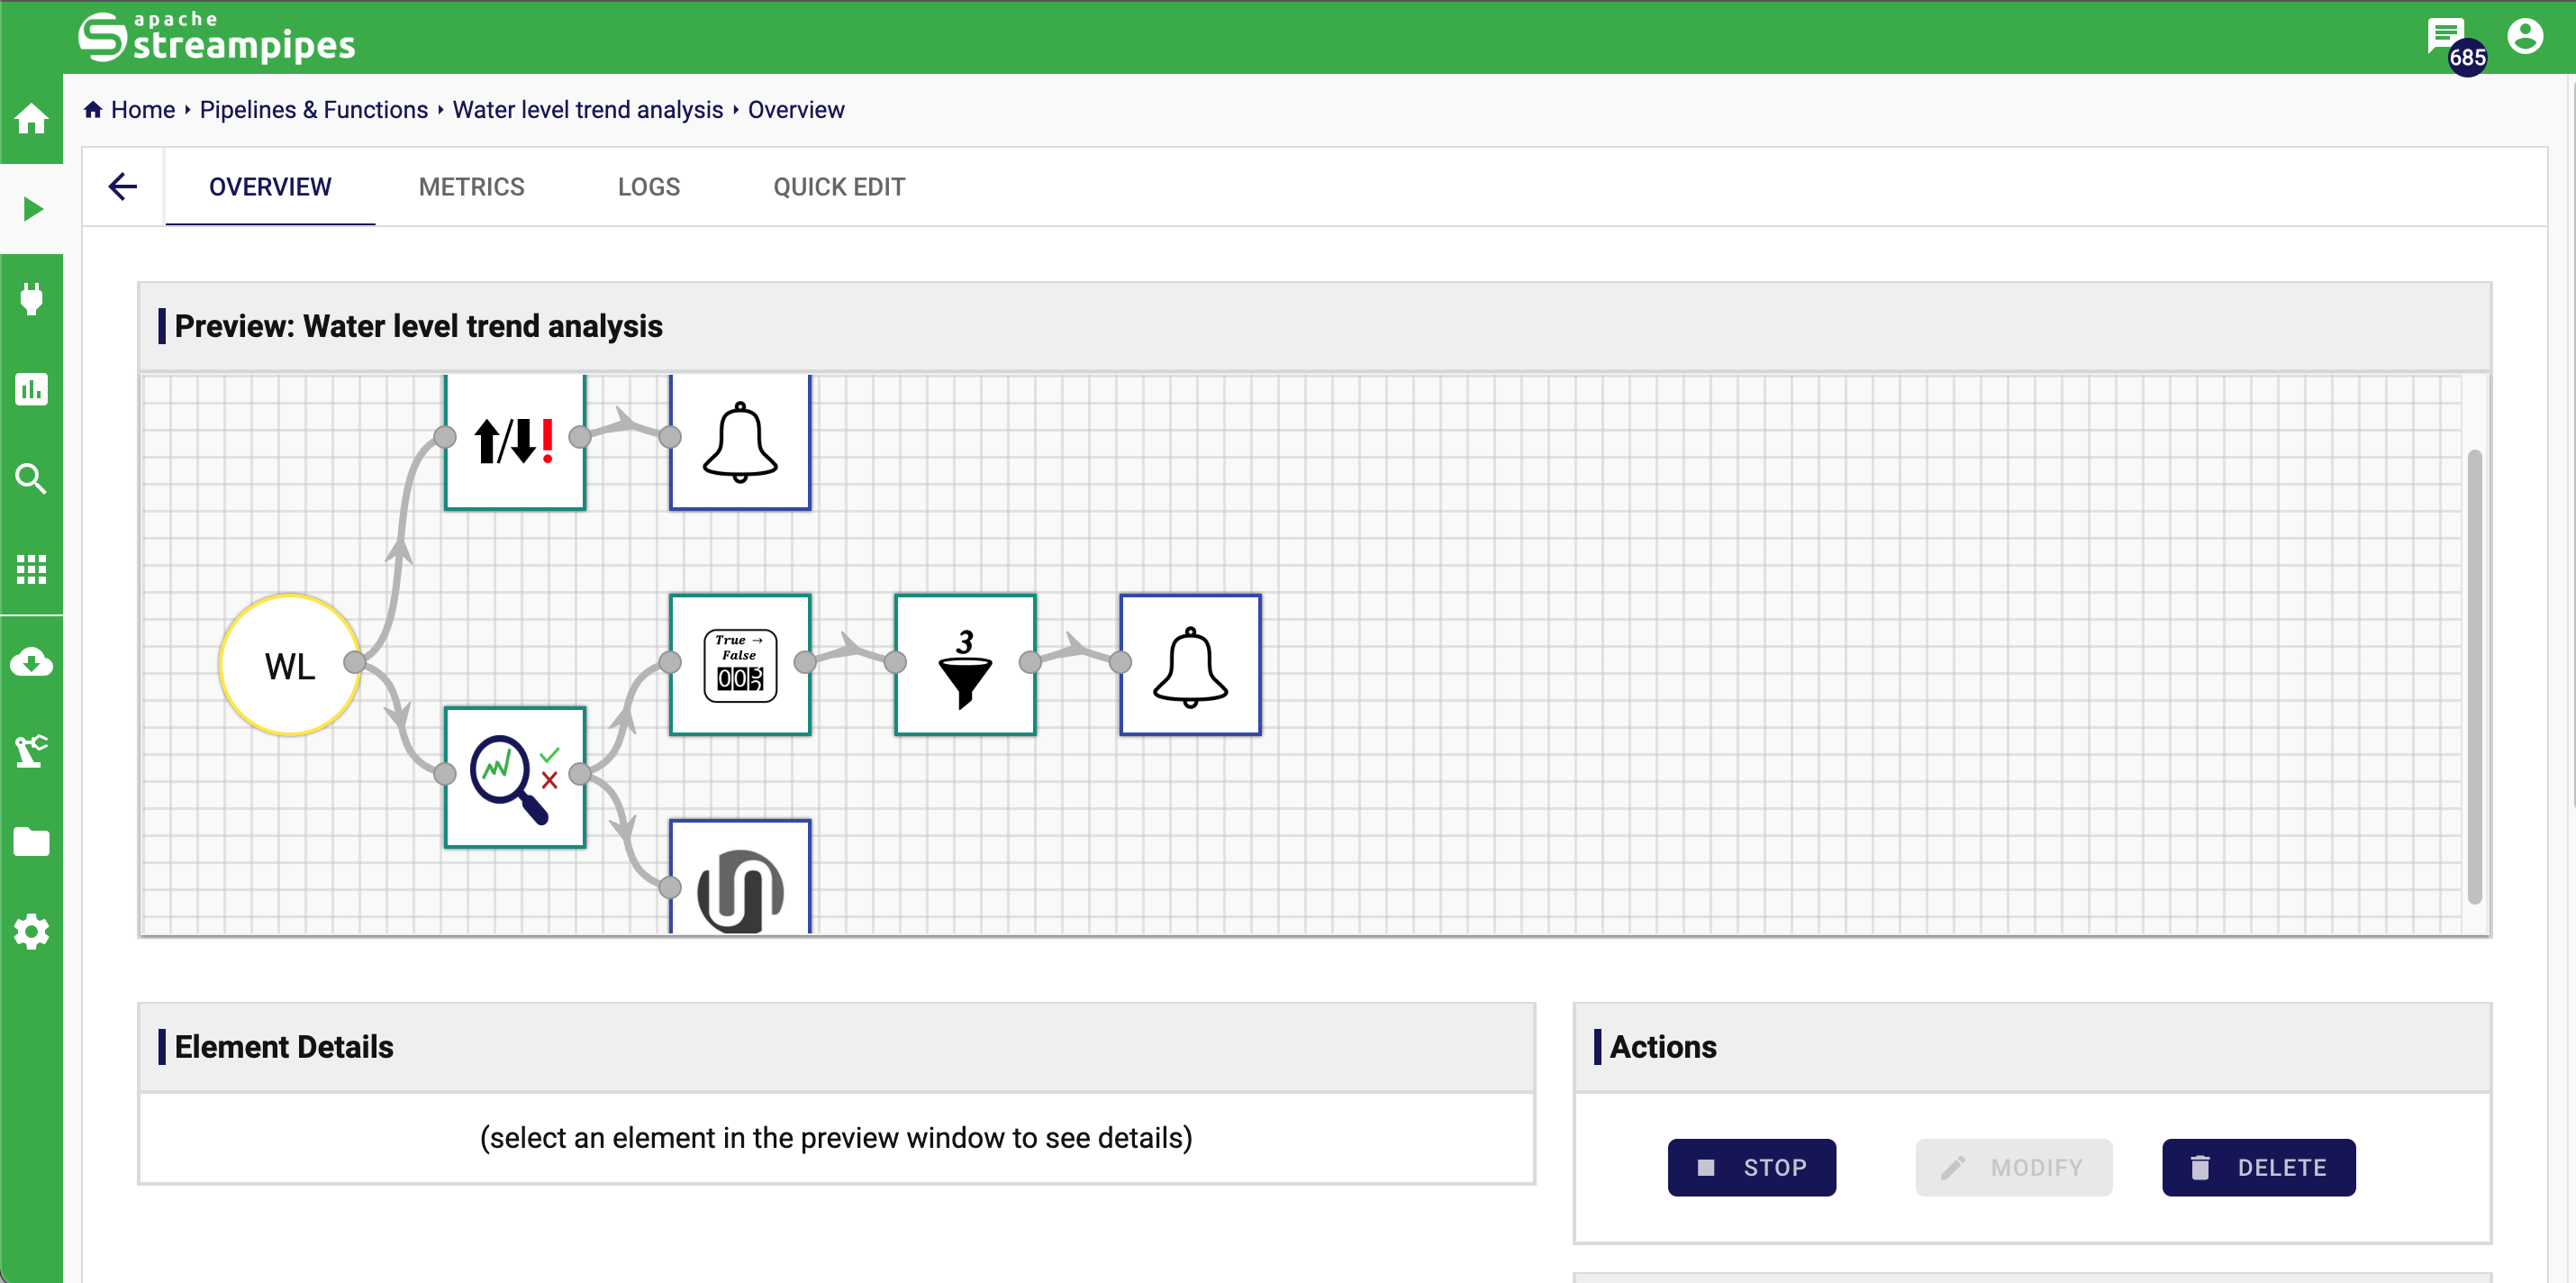 apache
streampipes
685
Home Pipelines & Functions Water level trend analysis Overview
OVERVIEW METRICS LOGS QUICK EDIT
Preview: Water level trend analysis
WL
True →
False
003
3
Element Details
(select an element in the preview window to see details)
Actions
STOP MODIFY DELETE